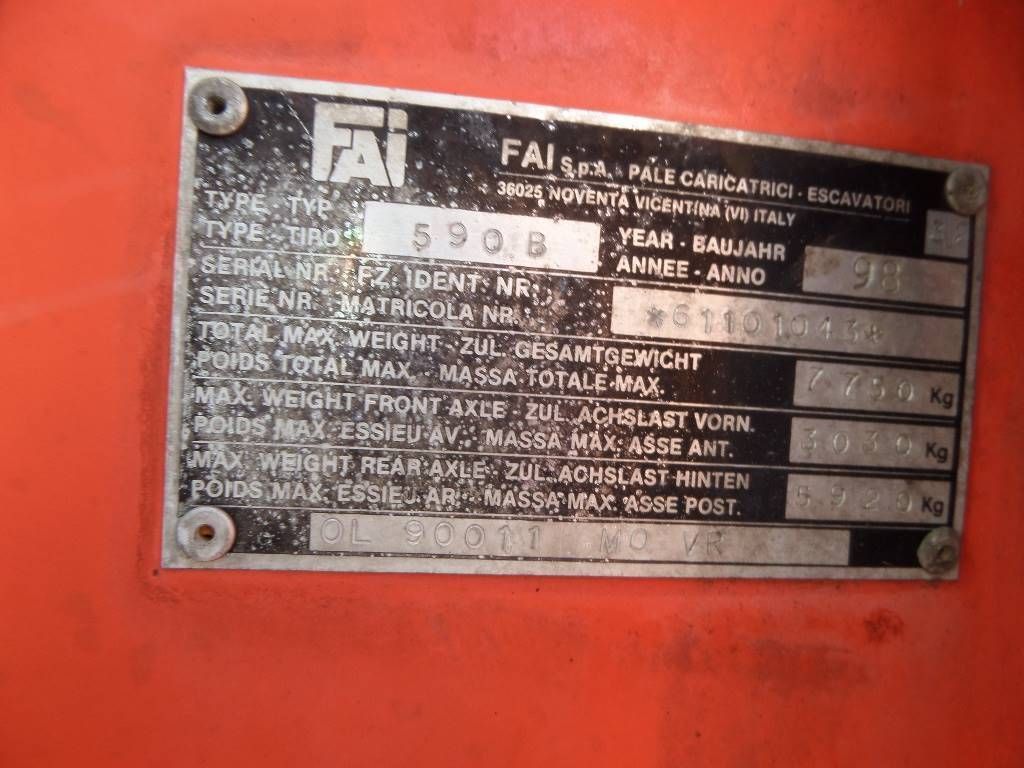 FAI
FAI S.p.A. PALE CARICATRICI - ESCAVATORI
36025 NOVENTA VICENTINA (VI) ITALY
TYPE - TYP
TYPE - TIPO 590B
YEAR - BAUJAHR
ANNEE - ANNO 98
SERIAL NR. FZ. IDENT. NR.
SERIE NR. MATRICOLA NR. *61101043*
TOTAL MAX. WEIGHT - ZUL. GESAMTGEWICHT
POIDS TOTAL MAX. - MASSA TOTALE MAX. 7750 Kg
MAX. WEIGHT FRONT AXLE - ZUL. ACHSLAST VORN.
POIDS MAX. ESSIEU AV. - MASSA MAX. ASSE ANT. 3030 Kg
MAX. WEIGHT REAR AXLE - ZUL. ACHSLAST HINTEN
POIDS MAX. ESSIEU AR. - MASSA MAX. ASSE POST. 5920 Kg
OL 90011 MO VR